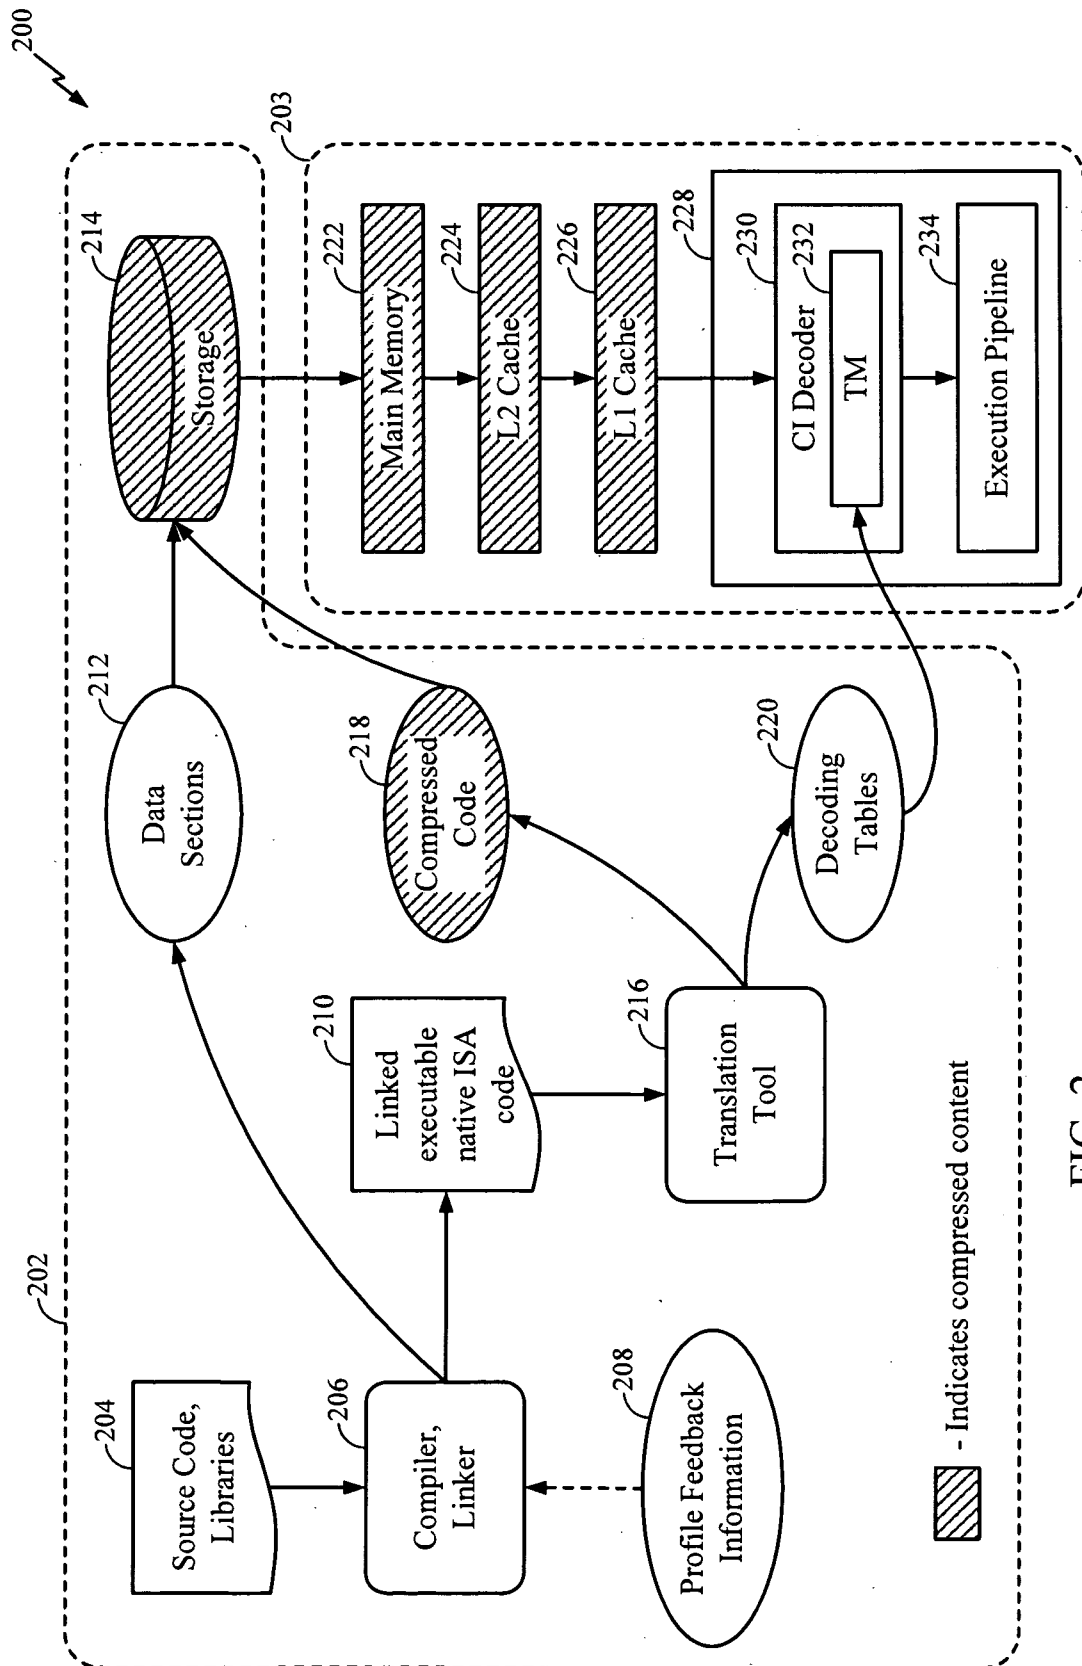 200
202
203
204
Source Code,
Libraries
206
Compiler,
Linker
208
Profile Feedback
Information
210
Linked
executable
native ISA
code
212
Data
Sections
214
Storage
216
Translation
Tool
218
Compressed
Code
220
Decoding
Tables
222
Main Memory
224
L2 Cache
226
L1 Cache
228
230
CI Decoder
232
TM
234
Execution Pipeline
- Indicates compressed content